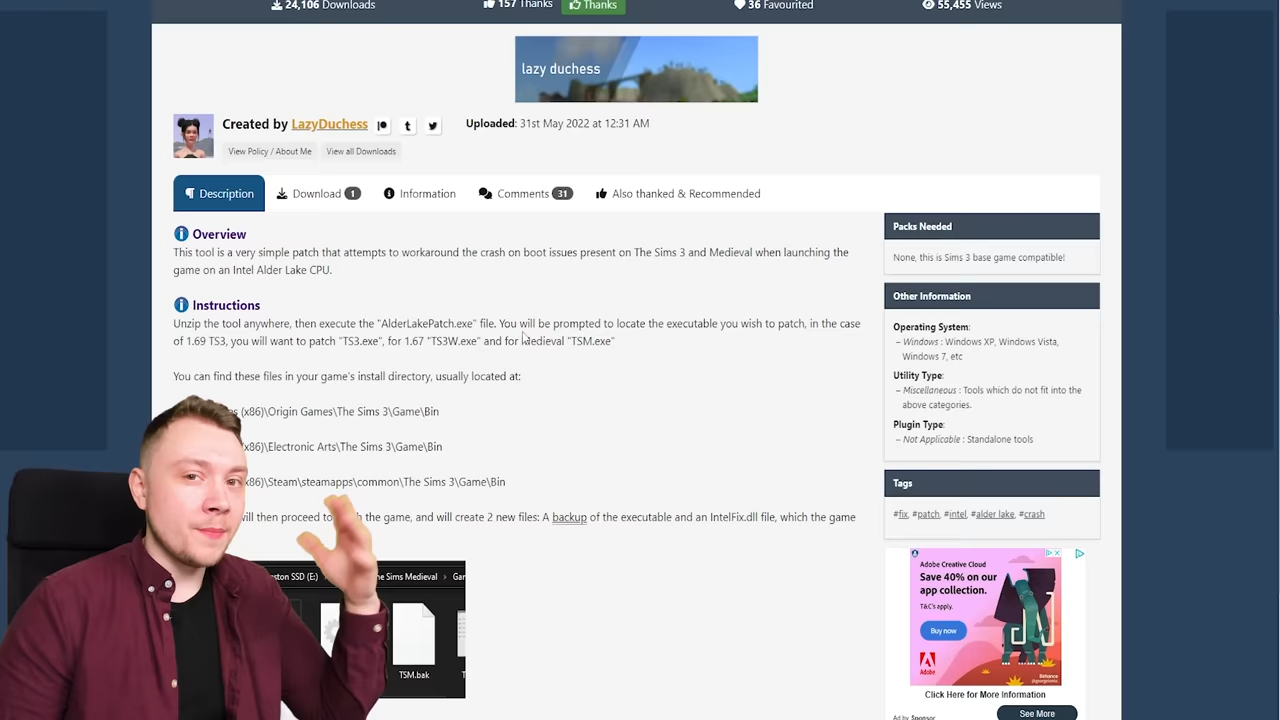 24,106 Downloads
157 Thanks
Thanks
36 Favourited
55,455 Views
lazy duchess
Created by LazyDuchess
Uploaded: 31st May 2022 at 12:31 AM
View Policy / About Me
View all Downloads
Description
Download 1
Information
Comments 31
Also thanked & Recommended
Overview
This tool is a very simple patch that attempts to workaround the crash on boot issues present on The Sims 3 and Medieval when launching the
game on an Intel Alder Lake CPU.
Instructions
Unzip the tool anywhere, then execute the "AlderLakePatch.exe" file. You will be prompted to locate the executable you wish to patch, in the case
of 1.69 TS3, you will want to patch "TS3.exe", for 1.67 "TS3W.exe" and for Medieval "TSM.exe"
You can find these files in your game's install directory, usually located at:
(x86)\Origin Games\The Sims 3\Game\Bin
(x86)\Electronic Arts\The Sims 3\Game\Bin
(x86)\Steam\steamapps\common\The Sims 3\Game\Bin
will then proceed to the game, and will create 2 new files: A backup of the executable and an IntelFix.dll file, which the game
SSD (E:)
The Sims Medieval
TSM.bak
Packs Needed
None, this is Sims 3 base game compatible!
Other Information
Operating System:
– Windows : Windows XP, Windows Vista,
Windows 7, etc
Utility Type:
– Miscellaneous : Tools which do not fit into the
above categories.
Plugin Type:
– Not Applicable : Standalone tools
Tags
#fix, #patch, #intel, #alder lake, #crash
Adobe Creative Cloud
Save 40% on our
app collection.
T&C's apply.
Buy now
Adobe
Click Here for More Information
Ad by Sponsor
See More